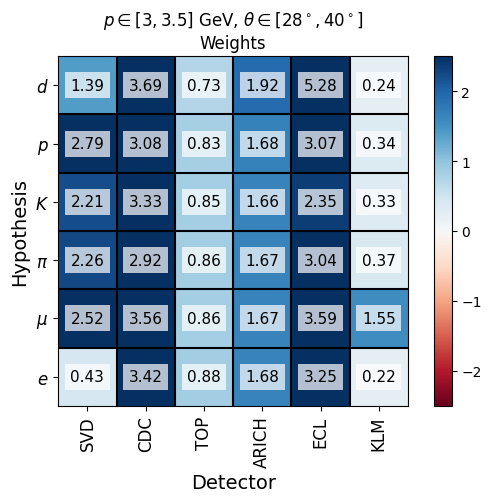 p ∈ [3, 3.5] GeV, θ ∈ [28°, 40°]
Weights
d 1.39 3.69 0.73 1.92 5.28 0.24
p 2.79 3.08 0.83 1.68 3.07 0.34
K 2.21 3.33 0.85 1.66 2.35 0.33
π 2.26 2.92 0.86 1.67 3.04 0.37
μ 2.52 3.56 0.86 1.67 3.59 1.55
e 0.43 3.42 0.88 1.68 3.25 0.22
Hypothesis
SVD CDC TOP ARICH ECL KLM
Detector
2
1
0
−1
−2